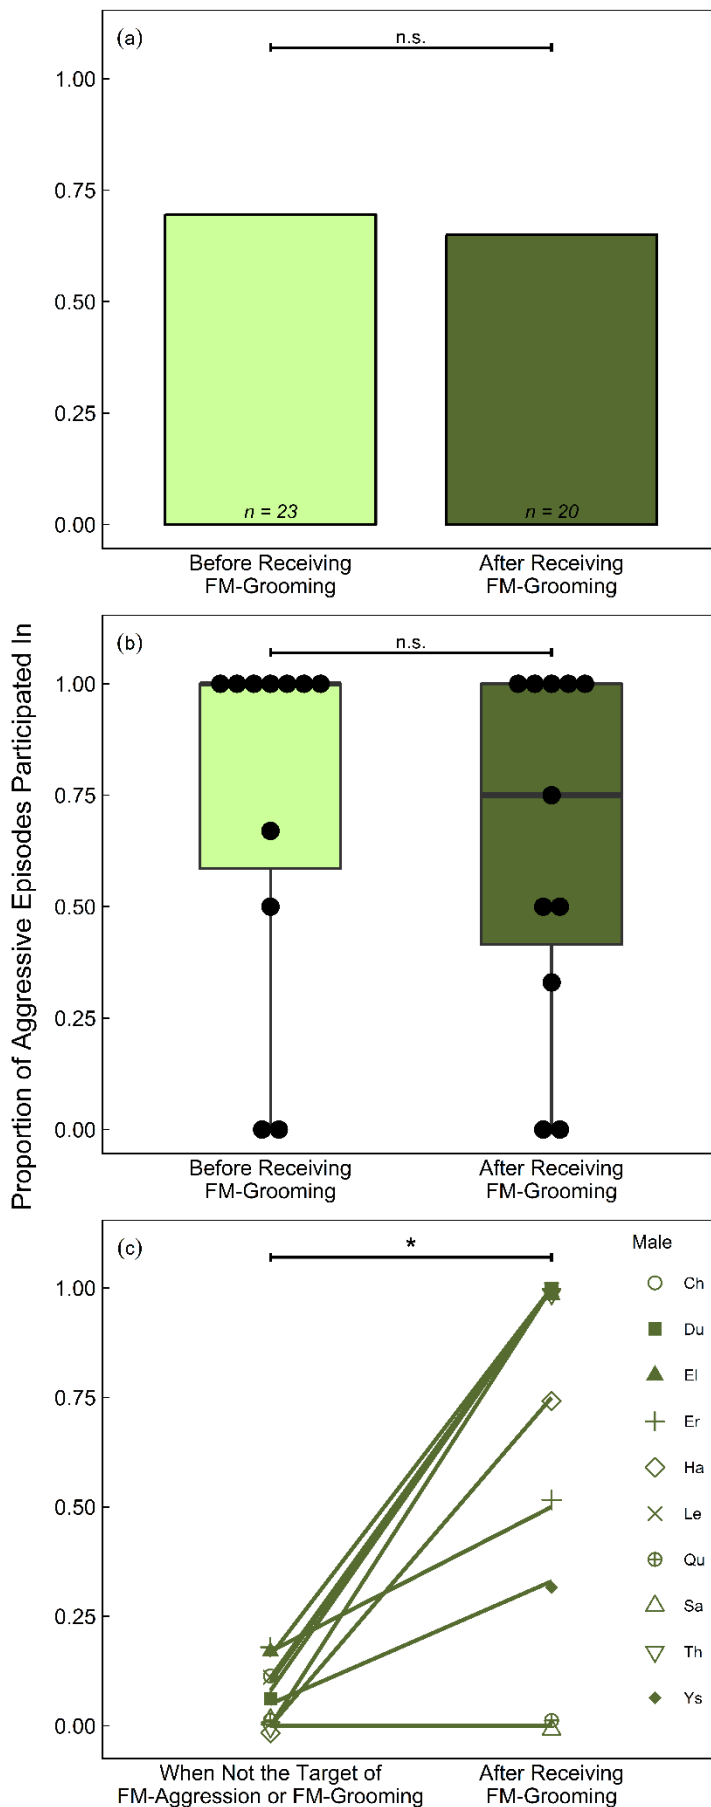 (a)
n.s.
1.00
0.75
0.50
0.25
0.00
n = 23
n = 20
Before Receiving
FM-Grooming
After Receiving
FM-Grooming
Proportion of Aggressive Episodes Participated In
(b)
n.s.
1.00
0.75
0.50
0.25
0.00
Before Receiving
FM-Grooming
After Receiving
FM-Grooming
(c)
*
1.00
0.75
0.50
0.25
0.00
Male
Ch
Du
El
Er
Ha
Le
Qu
Sa
Th
Ys
When Not the Target of
FM-Aggression or FM-Grooming
After Receiving
FM-Grooming